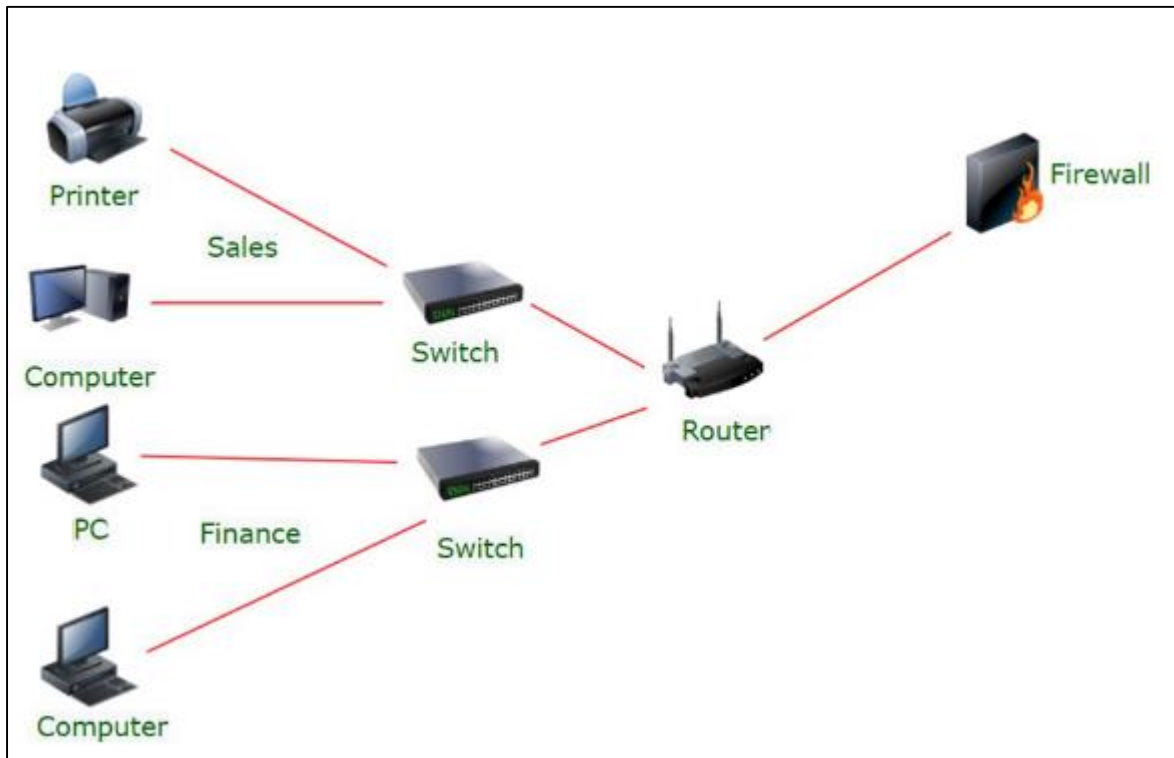 Printer
Firewall
Sales
Switch
Computer
Router
PC
Finance
Switch
Computer